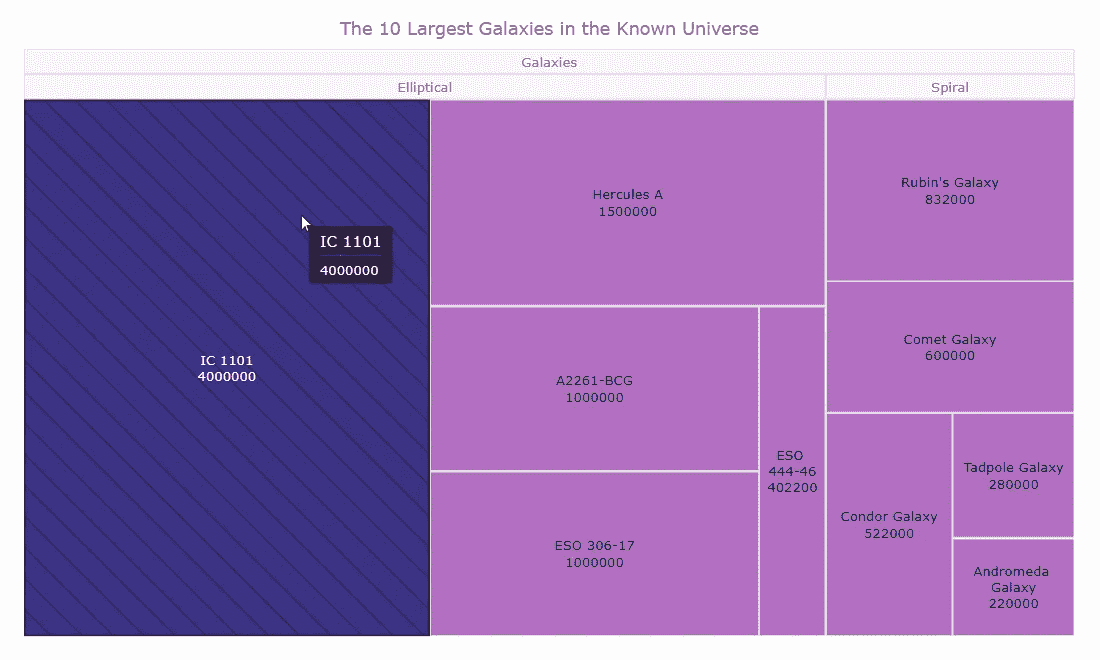 The 10 Largest Galaxies in the Known Universe
Galaxies
Elliptical
Spiral
IC 1101
4000000
IC 1101
4000000
Hercules A
1500000
A2261-BCG
1000000
ESO 306-17
1000000
ESO
444-46
402200
Rubin's Galaxy
832000
Comet Galaxy
600000
Condor Galaxy
522000
Tadpole Galaxy
280000
Andromeda
Galaxy
220000